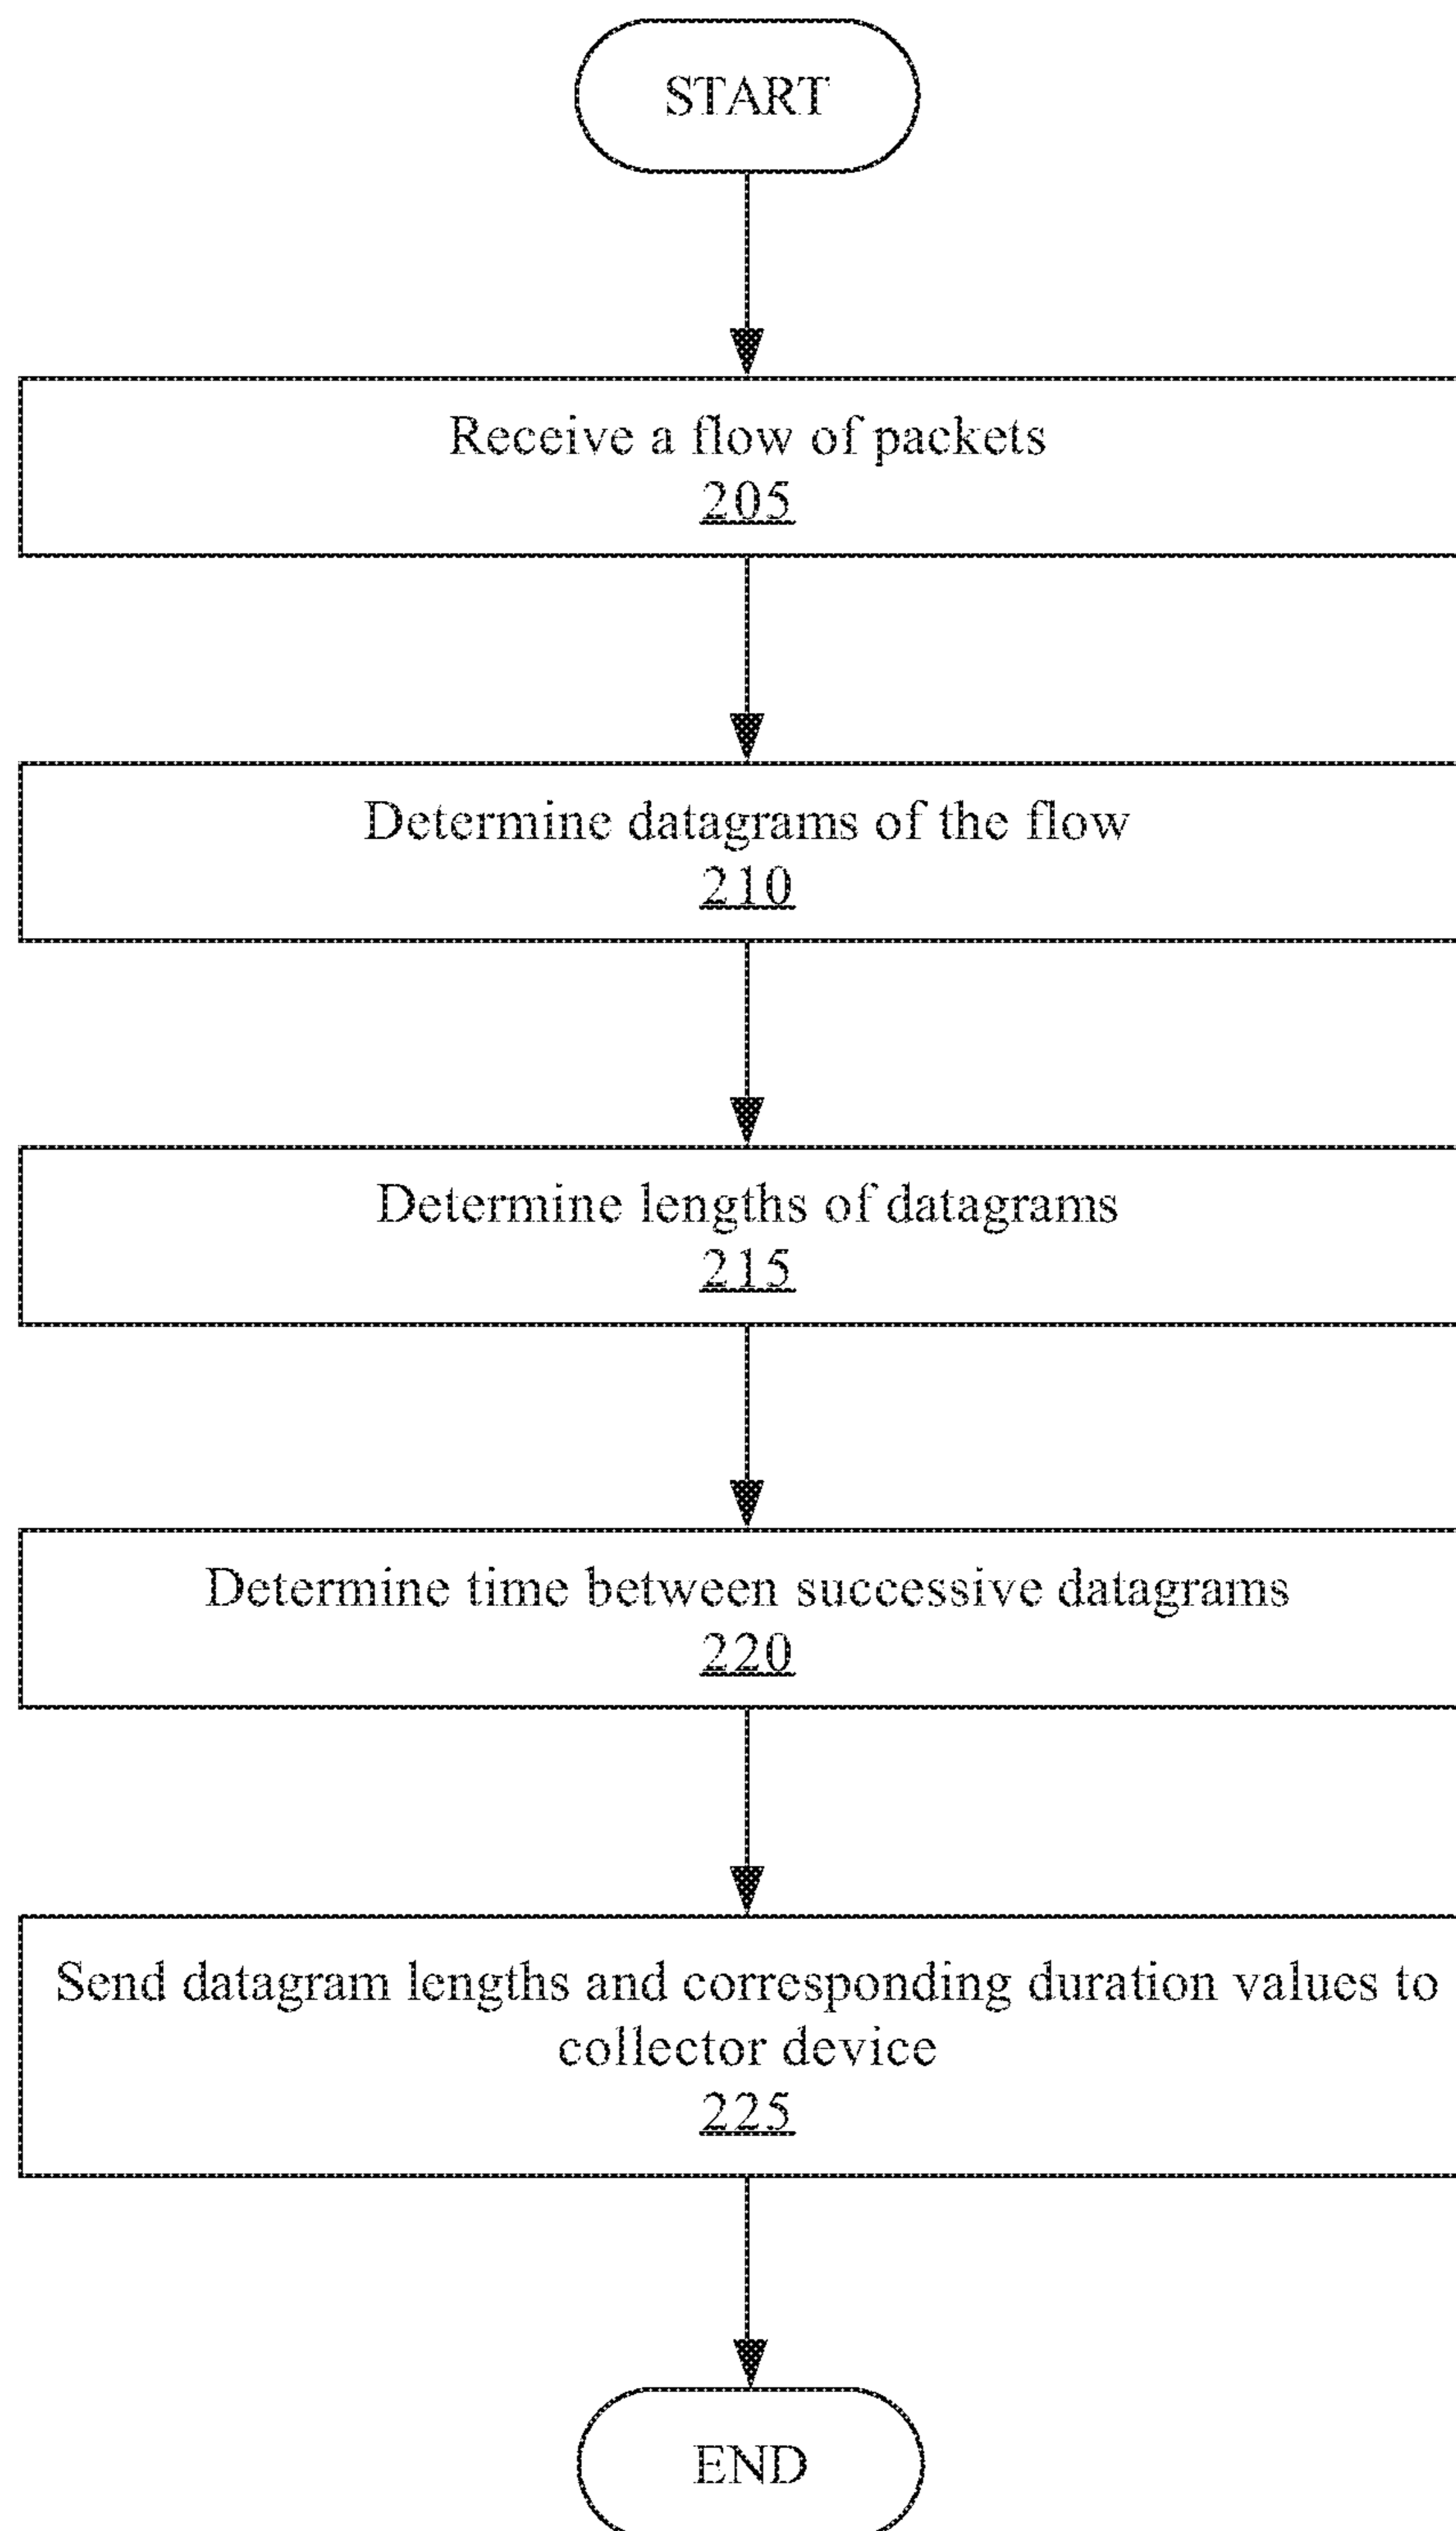 START
Receive a flow of packets
205
Determine datagrams of the flow
210
Determine lengths of datagrams
215
Determine time between successive datagrams
220
Send datagram lengths and corresponding duration values to
collector device
225
END